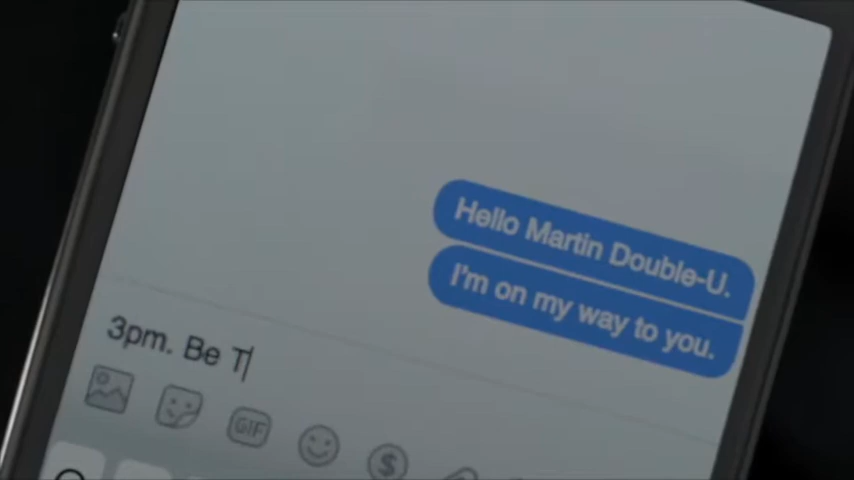 Hello Martin Double-U.
I'm on my way to you.
3pm. Be T
GIF
$